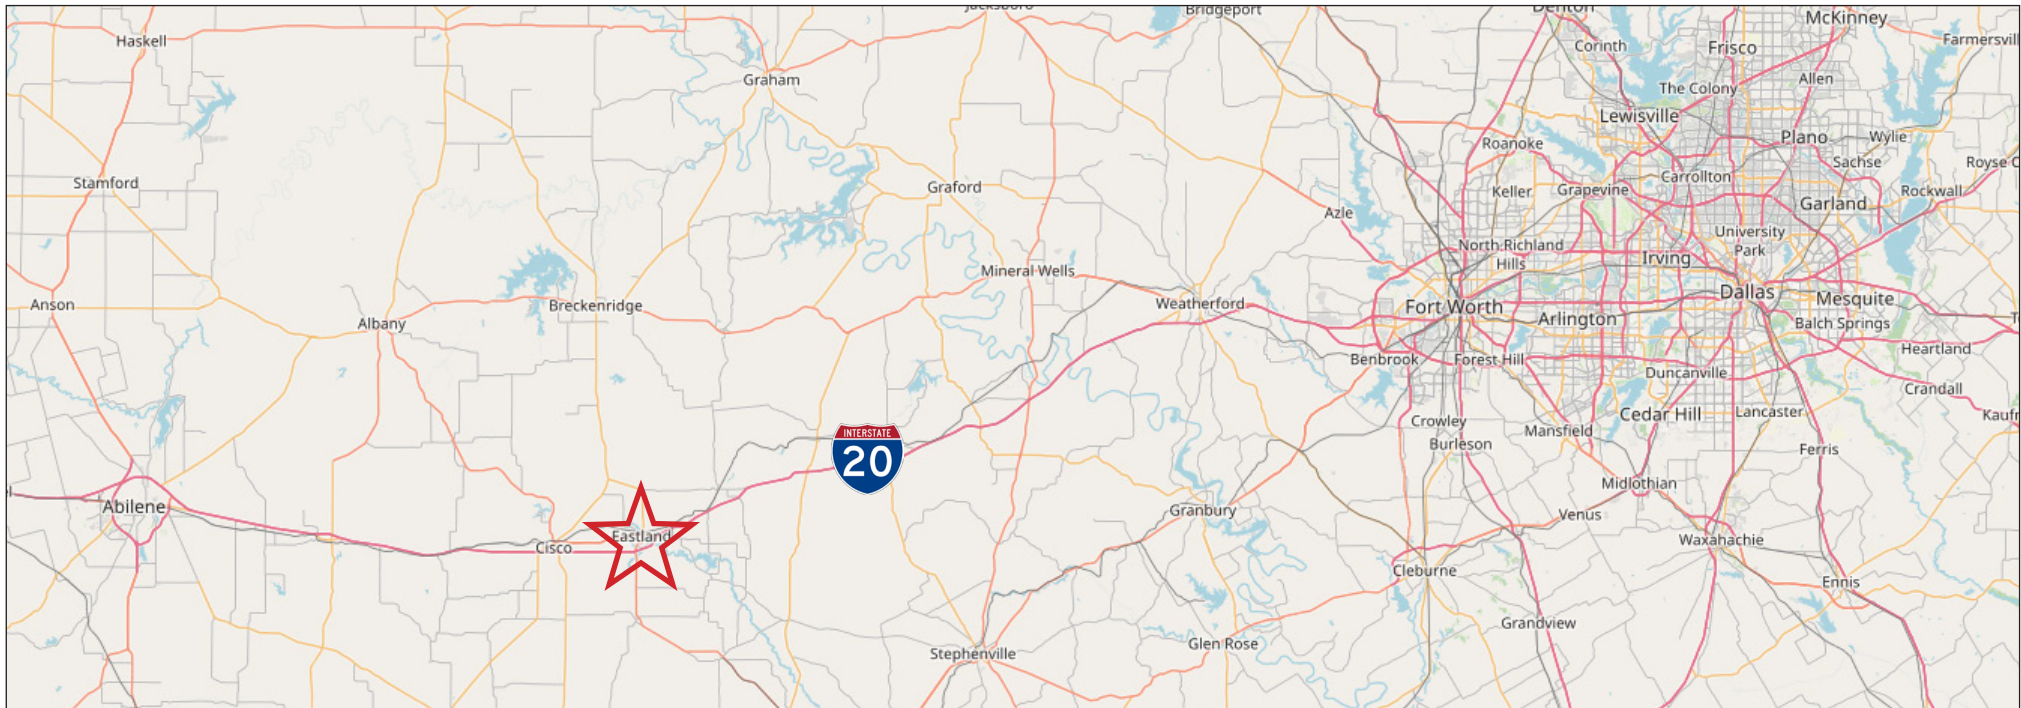 Jacksboro
Bridgeport
Denton
McKinney
Haskell
Corinth
Frisco
Farmersvil
Graham
Allen
The Colony
Lewisville
Plano
Wylie
Roanoke
Sachse
Royse C
Stamford
Graford
Keller
Grapevine
Carrollton
Rockwall
Garland
Azle
University
Park
North Richland
Hills
Irving
Mineral Wells
Anson
Breckenridge
Weatherford
Fort Worth
Dallas
Mesquite
Albany
Arlington
Balch Springs
Benbrook
Forest Hill
Heartland
Duncanville
Crandall
Cedar Hill
Lancaster
Kaufr
Crowley
Mansfield
Burleson
INTERSTATE
20
Ferris
Midlothian
Abilene
Granbury
Venus
Eastland
Cisco
Waxahachie
Cleburne
Ennis
Grandview
Glen Rose
Stephenville